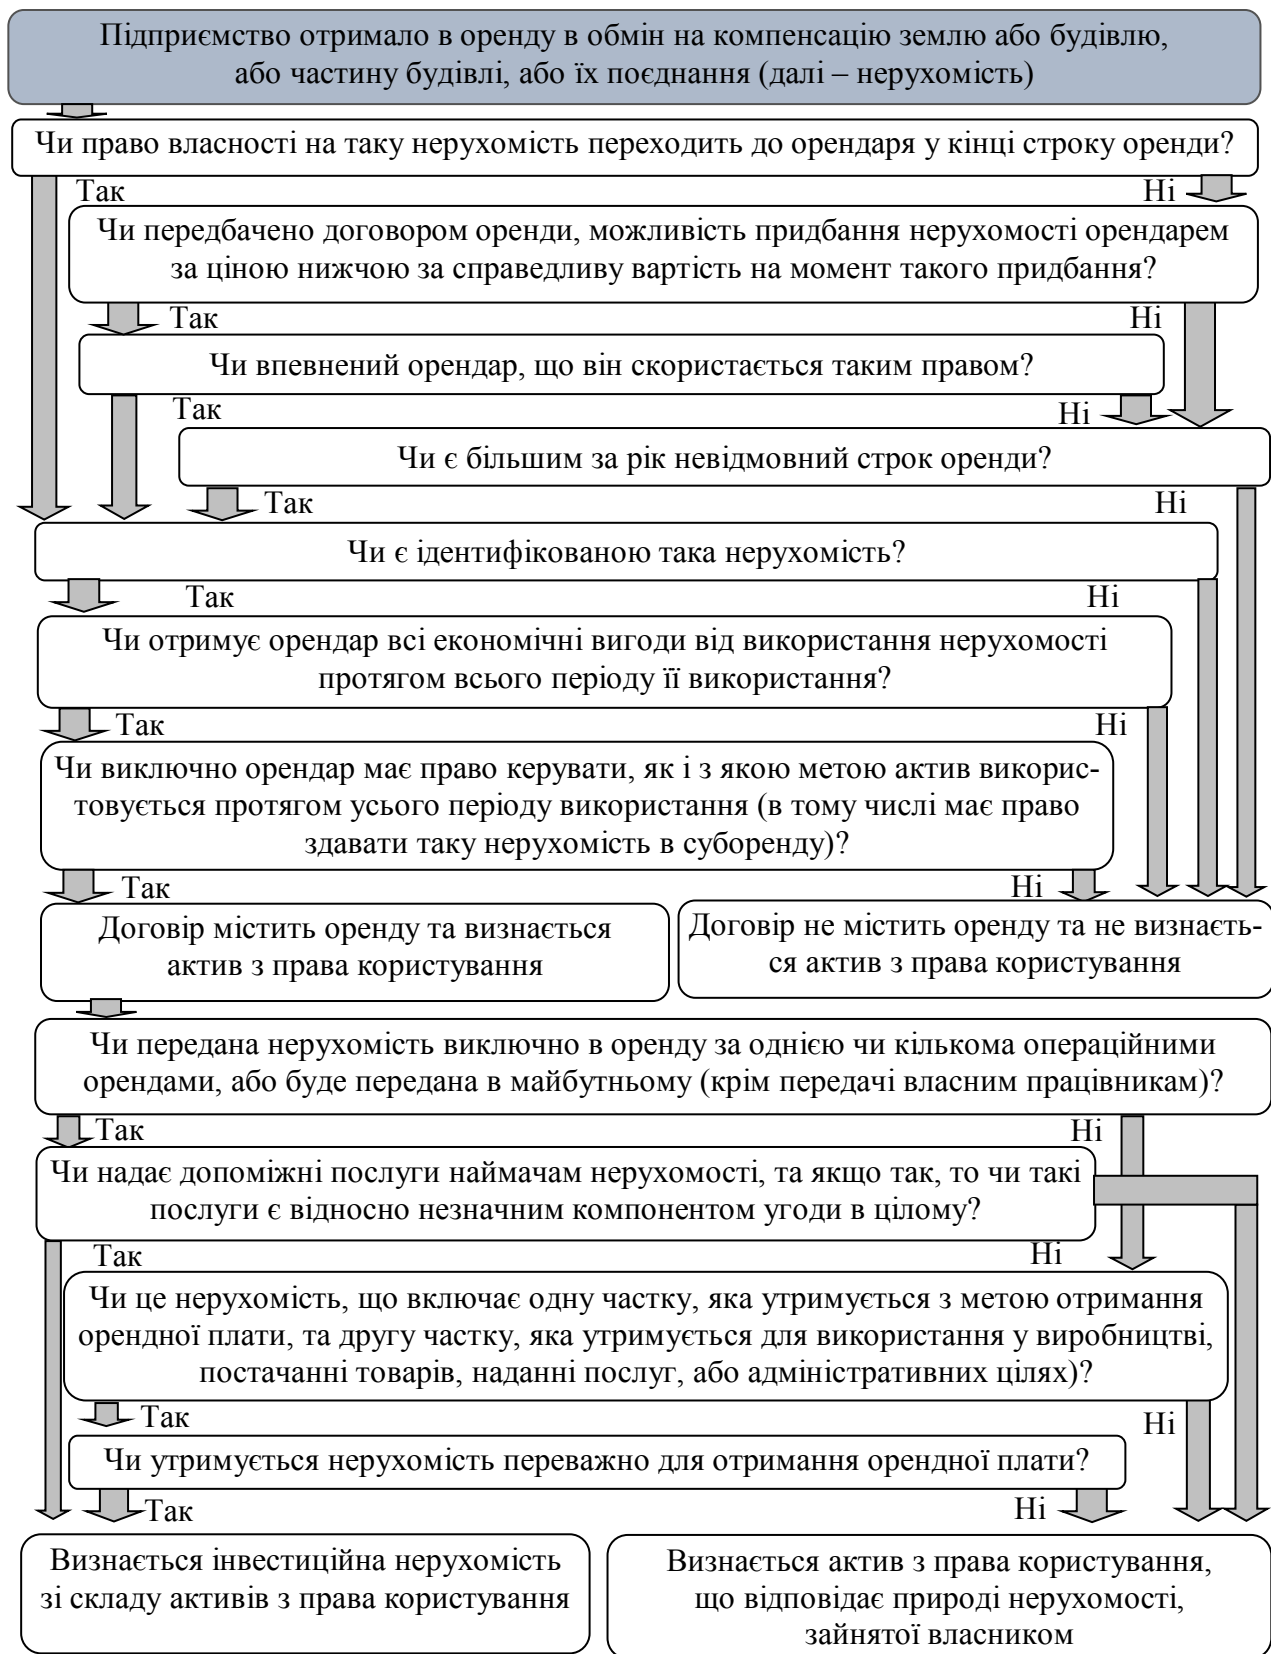 Підприємство отримало в оренду в обмін на компенсацію землю або будівлю,
або частину будівлі, або їх поєднання (далі – нерухомість)
Чи право власності на таку нерухомість переходить до орендаря у кінці строку оренди?
Так
Ні
Чи передбачено договором оренди, можливість придбання нерухомості орендарем
за ціною нижчою за справедливу вартість на момент такого придбання?
Так
Ні
Чи впевнений орендар, що він скористається таким правом?
Так
Ні
Чи є більшим за рік невідмовний строк оренди?
Так
Ні
Чи є ідентифікованою така нерухомість?
Так
Ні
Чи отримує орендар всі економічні вигоди від використання нерухомості
протягом всього періоду її використання?
Так
Ні
Чи виключно орендар має право керувати, як і з якою метою актив викорис-
товується протягом усього періоду використання (в тому числі має право
здавати таку нерухомість в суборенду)?
Так
Ні
Договір містить оренду та визнається
актив з права користування
Договір не містить оренду та не визнаєть-
ся актив з права користування
Чи передана нерухомість виключно в оренду за однією чи кількома операційними
орендами, або буде передана в майбутньому (крім передачі власним працівникам)?
Так
Ні
Чи надає допоміжні послуги наймачам нерухомості, та якщо так, то чи такі
послуги є відносно незначним компонентом угоди в цілому?
Так
Ні
Чи це нерухомість, що включає одну частку, яка утримується з метою отримання
орендної плати, та другу частку, яка утримується для використання у виробництві,
постачанні товарів, наданні послуг, або адміністративних цілях)?
Так
Ні
Чи утримується нерухомість переважно для отримання орендної плати?
Так
Ні
Визнається інвестиційна нерухомість
зі складу активів з права користування
Визнається актив з права користування,
що відповідає природі нерухомості,
зайнятої власником